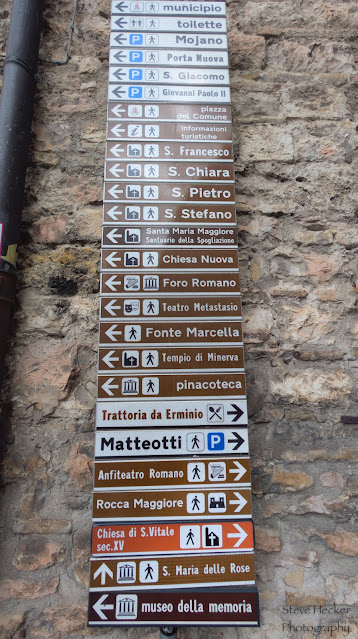 municipio
toilette
P Mojano
P Porta Nuova
P S. Giacomo
P Giovanni Paolo II
piazza
del Comune
i informazioni
turistiche
S. Francesco
S. Chiara
S. Pietro
S. Stefano
Santa Maria Maggiore
Santuario della Spogliazione
Chiesa Nuova
Foro Romano
Teatro Metastasio
Fonte Marcella
Tempio di Minerva
pinacoteca
Trattoria da Erminio
Matteotti P
Anfiteatro Romano
Rocca Maggiore
Chiesa di S.Vitale
sec.XV
S. Maria delle Rose
museo della memoria
Steve Hecker
Photography